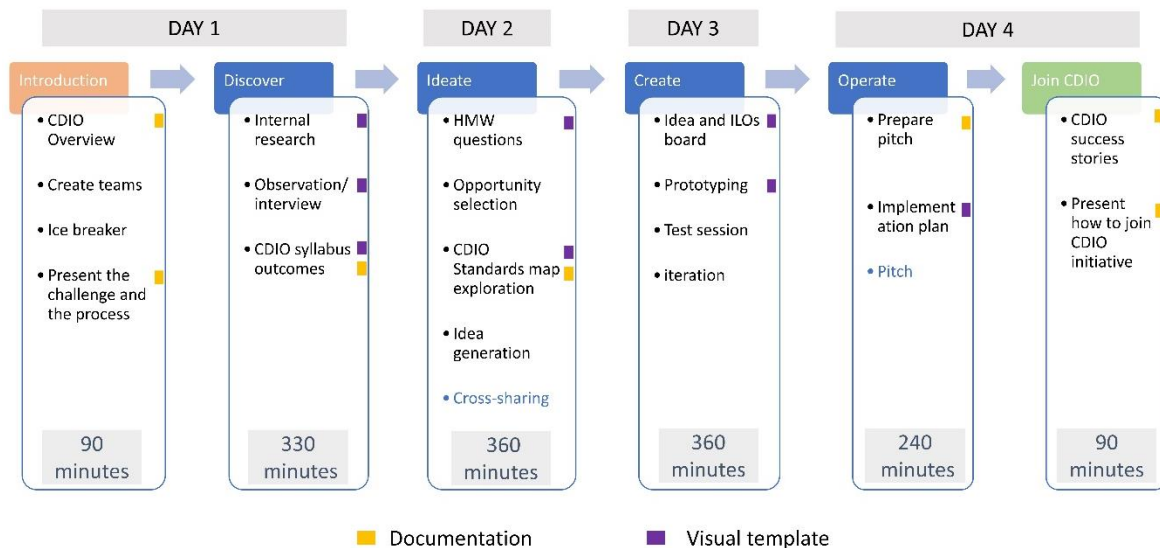 DAY 1
DAY 2
DAY 3
DAY 4
Introduction
Discover
Ideate
Create
Operate
Join CDIO
• CDIO
Overview
• Create teams
• Ice breaker
• Present the
challenge and
the process
90
minutes
• Internal
research
• Observation/
interview
• CDIO syllabus
outcomes
330
minutes
• HMW
questions
• Opportunity
selection
• CDIO
Standards map
exploration
• Idea
generation
• Cross-sharing
360
minutes
• Idea and ILOs
board
• Prototyping
• Test session
• iteration
360
minutes
• Prepare
pitch
• Implement
ation plan
• Pitch
240
minutes
• CDIO
success
stories
• Present
how to join
CDIO
initiative
90
minutes
Documentation
Visual template